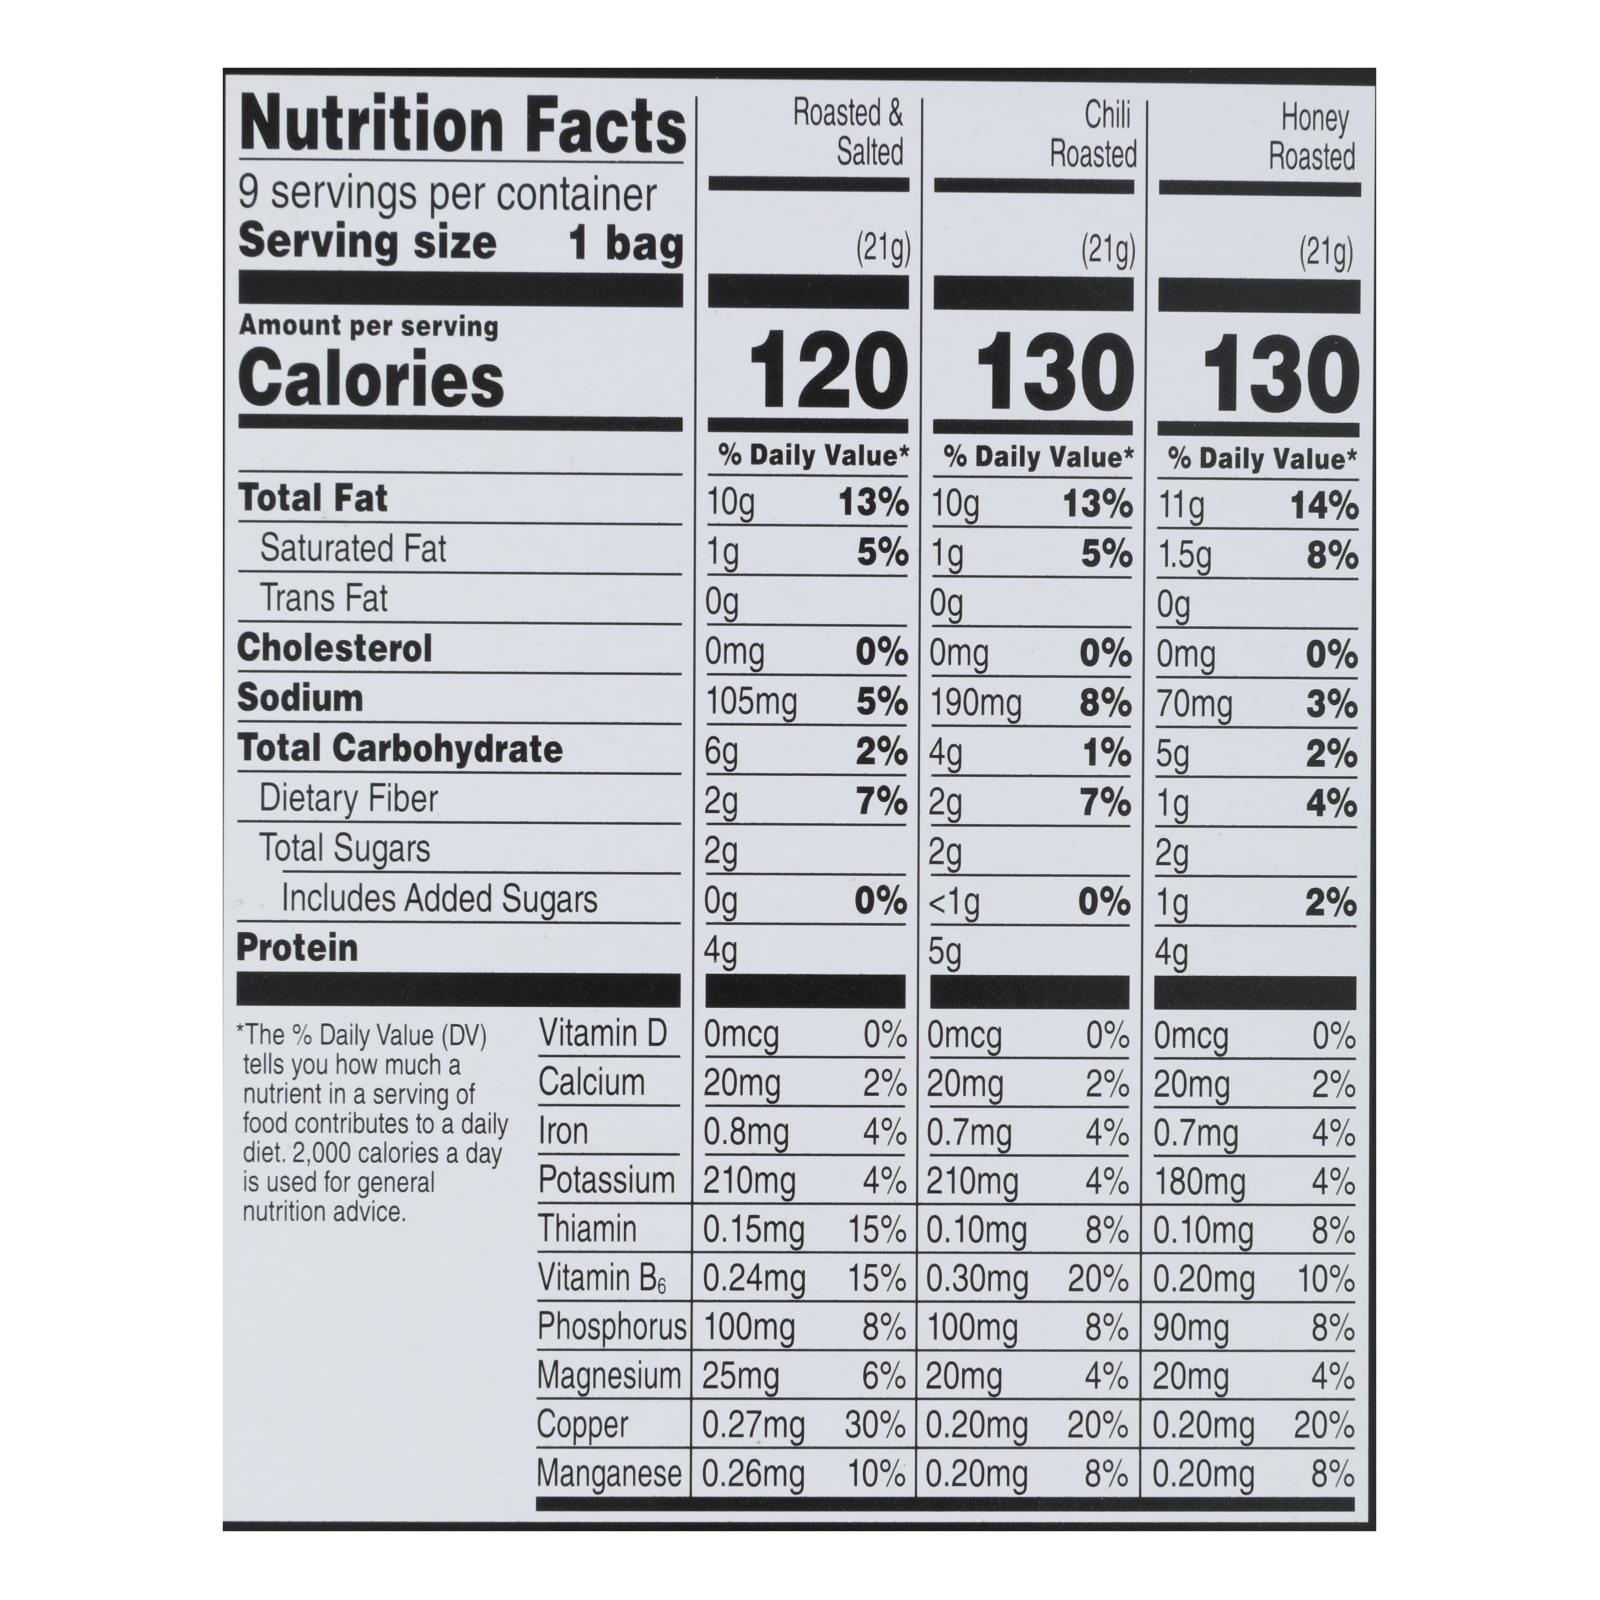 Nutrition Facts
9 servings per container
Serving size 1 bag
Roasted & Salted
Chili Roasted
Honey Roasted
(21g) (21g) (21g)
Amount per serving
Calories 120 130 130
% Daily Value* % Daily Value* % Daily Value*
Total Fat 10g 13% 10g 13% 11g 14%
Saturated Fat 1g 5% 1g 5% 1.5g 8%
Trans Fat 0g 0g 0g
Cholesterol 0mg 0% 0mg 0% 0mg 0%
Sodium 105mg 5% 190mg 8% 70mg 3%
Total Carbohydrate 6g 2% 4g 1% 5g 2%
Dietary Fiber 2g 7% 2g 7% 1g 4%
Total Sugars 2g 2g 2g
Includes Added Sugars 0g 0% <1g 0% 1g 2%
Protein 4g 5g 4g
Vitamin D 0mcg 0% 0mcg 0% 0mcg 0%
Calcium 20mg 2% 20mg 2% 20mg 2%
Iron 0.8mg 4% 0.7mg 4% 0.7mg 4%
Potassium 210mg 4% 210mg 4% 180mg 4%
Thiamin 0.15mg 15% 0.10mg 8% 0.10mg 8%
Vitamin B6 0.24mg 15% 0.30mg 20% 0.20mg 10%
Phosphorus 100mg 8% 100mg 8% 90mg 8%
Magnesium 25mg 6% 20mg 4% 20mg 4%
Copper 0.27mg 30% 0.20mg 20% 0.20mg 20%
Manganese 0.26mg 10% 0.20mg 8% 0.20mg 8%
*The % Daily Value (DV)
tells you how much a
nutrient in a serving of
food contributes to a daily
diet. 2,000 calories a day
is used for general
nutrition advice.